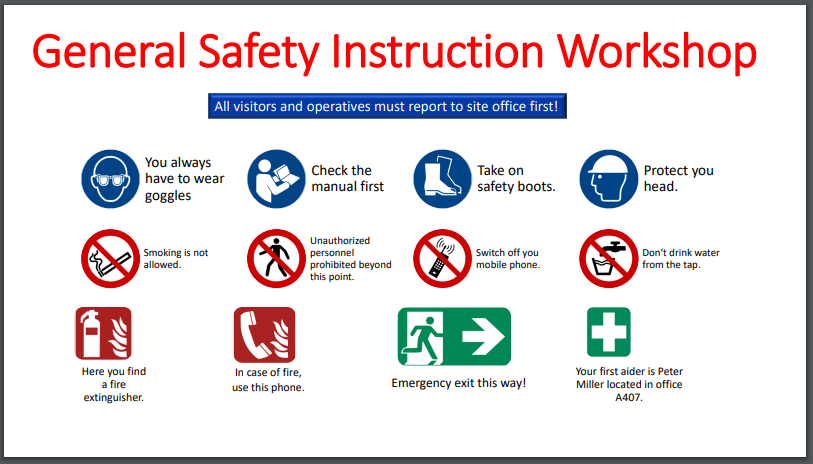 General Safety Instruction Workshop
All visitors and operatives must report to site office first!
You always
have to wear
goggles
Check the
manual first
Take on
safety boots.
Protect you
head.
Smoking is not
allowed.
Unauthorized
personnel
prohibited beyond
this point.
Switch off you
mobile phone.
Don't drink water
from the tap.
Here you find
a fire
extinguisher.
In case of fire,
use this phone.
Emergency exit this way!
Your first aider is Peter
Miller located in office
A407.